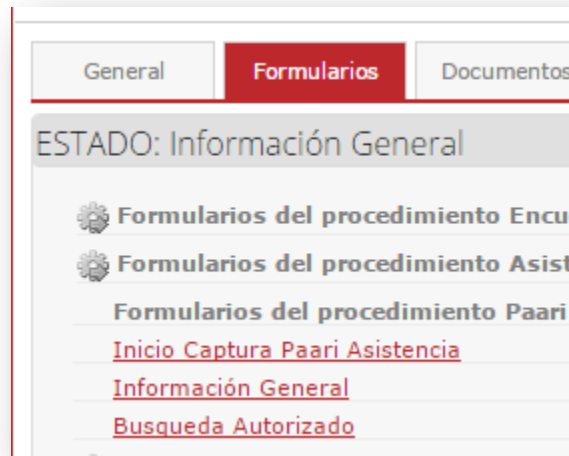 General Formularios Documentos
ESTADO: Información General
Formularios del procedimiento Encu
Formularios del procedimiento Asist
Formularios del procedimiento Paari
Inicio Captura Paari Asistencia
Información General
Busqueda Autorizado